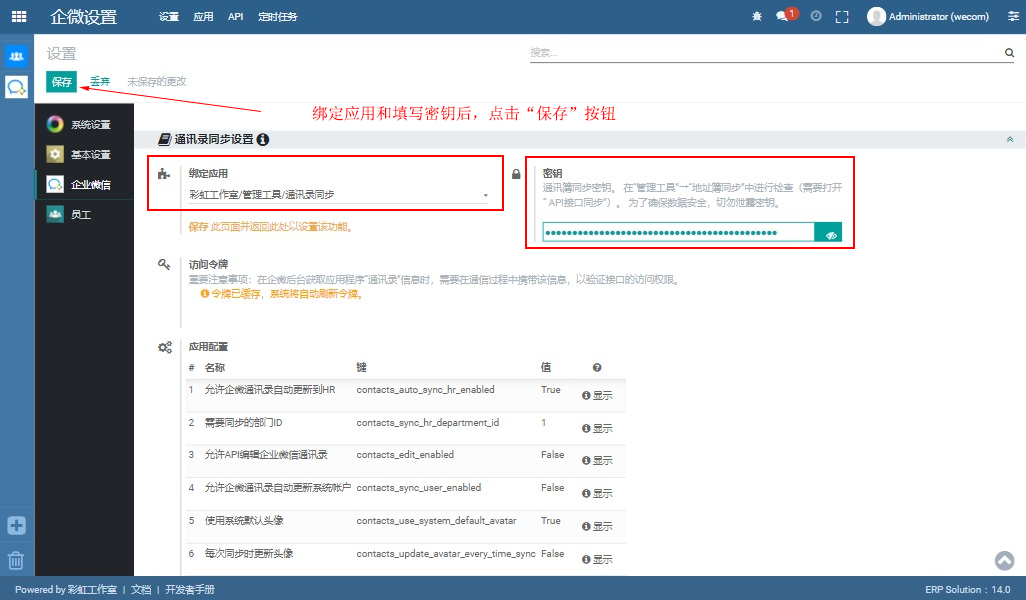 企微设置
设置 应用 API 定时任务
1
Administrator (wecom)
设置
搜索...
保存 丢弃 未保存的更改
绑定应用和填写密钥后，点击“保存”按钮
系统设置
基本设置
企业微信
员工
通讯录同步设置
绑定应用
彩虹工作室/管理工具/通讯录同步
保存 此页面并返回此处以设置该功能。
密钥
通讯簿同步密钥。 在“管理工具”→“地址簿同步”中进行检查（需要打开
“ API接口同步”）。 为了确保数据安全，切勿泄露密钥。
访问令牌
重要注意事项：在企微后台获取应用程序“通讯录”信息时，需要在通信过程中携带该信息，以验证接口的访问权限。
令牌已缓存，系统将自动刷新令牌。
应用配置
# 名称 键 值
1 允许企微通讯录自动更新到HR contacts_auto_sync_hr_enabled True 显示
2 需要同步的部门ID contacts_sync_hr_department_id 1 显示
3 允许API编辑企业微信通讯录 contacts_edit_enabled False 显示
4 允许企微通讯录自动更新系统帐户 contacts_sync_user_enabled False 显示
5 使用系统默认头像 contacts_use_system_default_avatar True 显示
6 每次同步时更新头像 contacts_update_avatar_every_time_sync False 显示
Powered by 彩虹工作室 | 文档 | 开发者手册
ERP Solution : 14.0